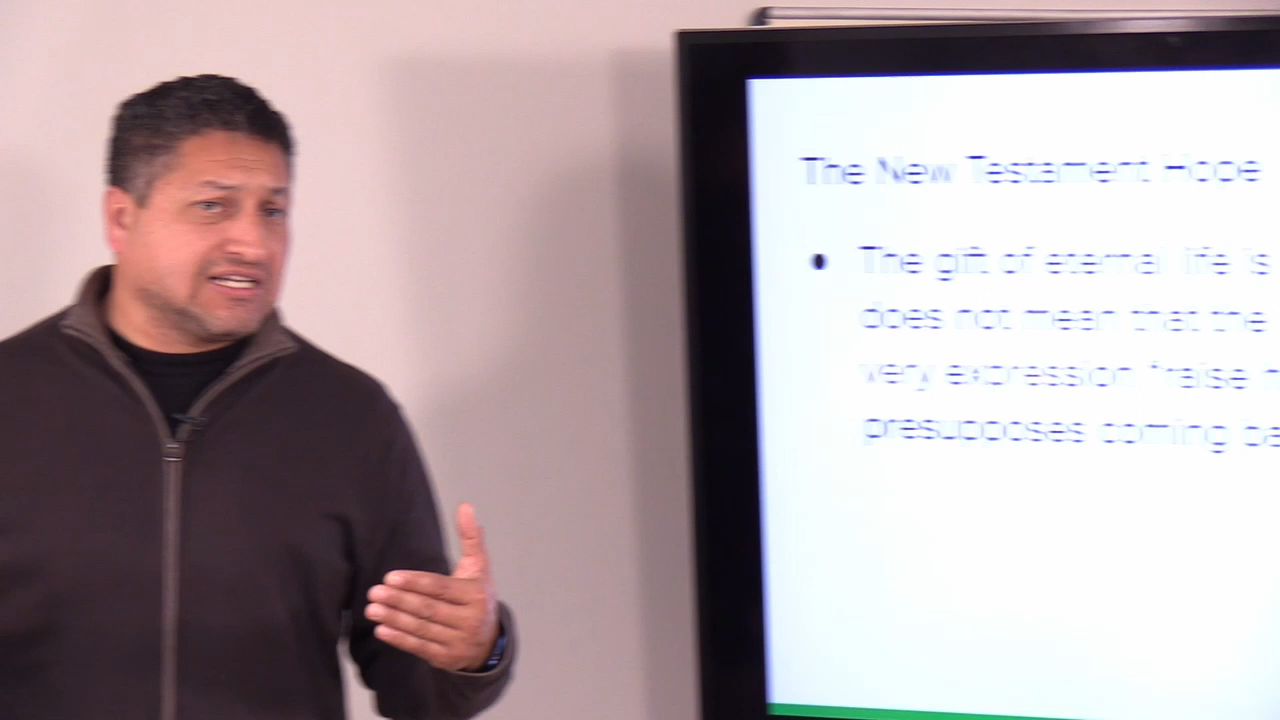 The New Testament Hope
• The gift of eternal life is
does not mean that the
very expression "raise
presupposes coming